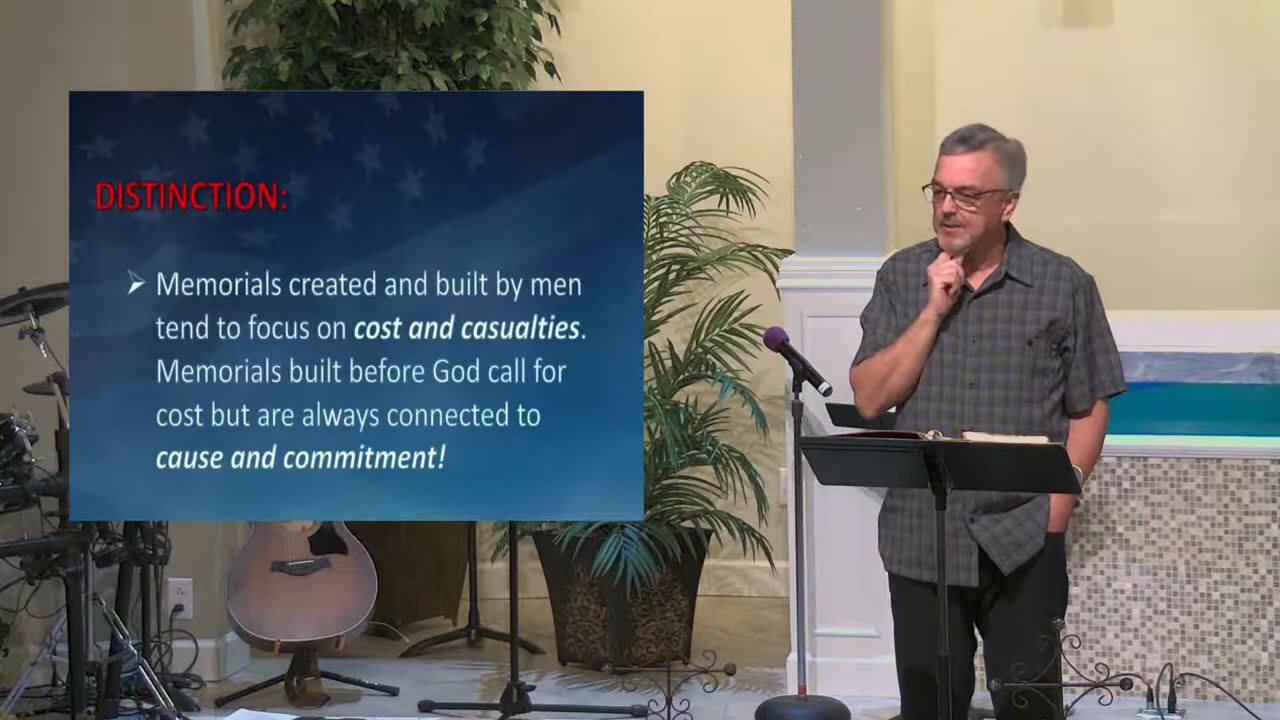 DISTINCTION:
Memorials created and built by men
tend to focus on cost and casualties.
Memorials built before God call for
cost but are always connected to
cause and commitment!